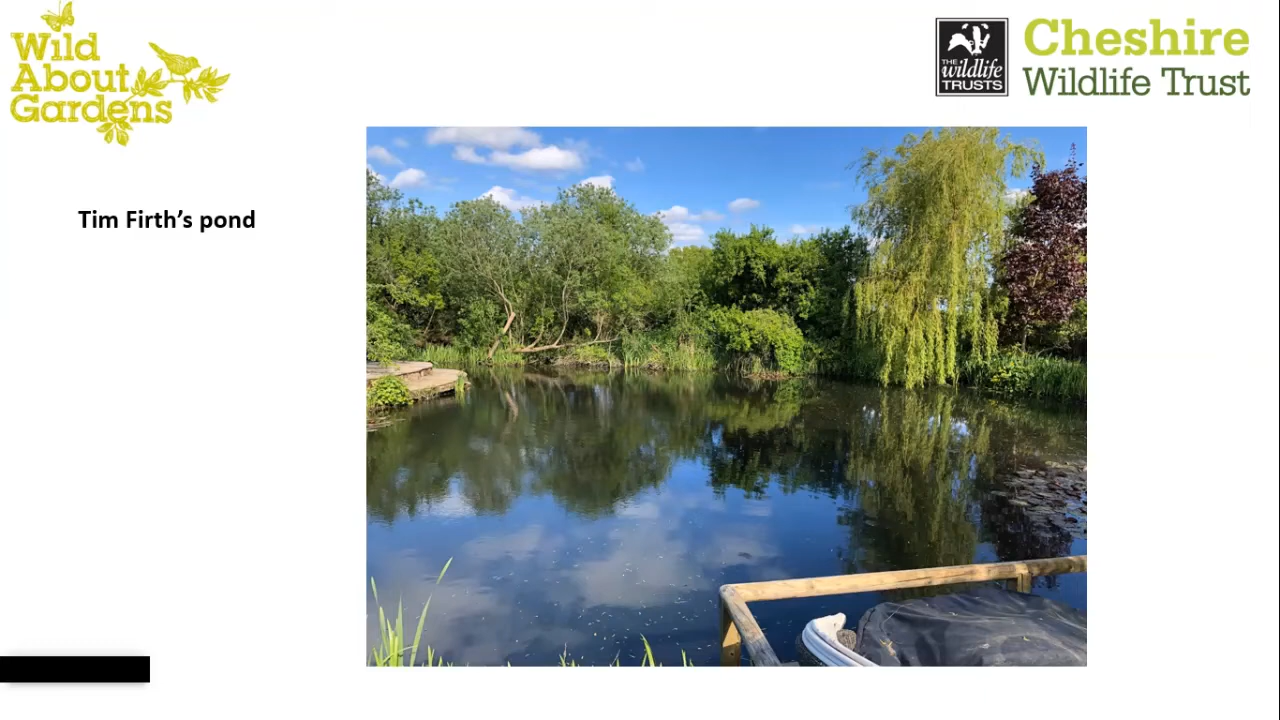 Wild
About
Gardens
THE
wildlife
TRUSTS
Cheshire
Wildlife Trust
Tim Firth's pond